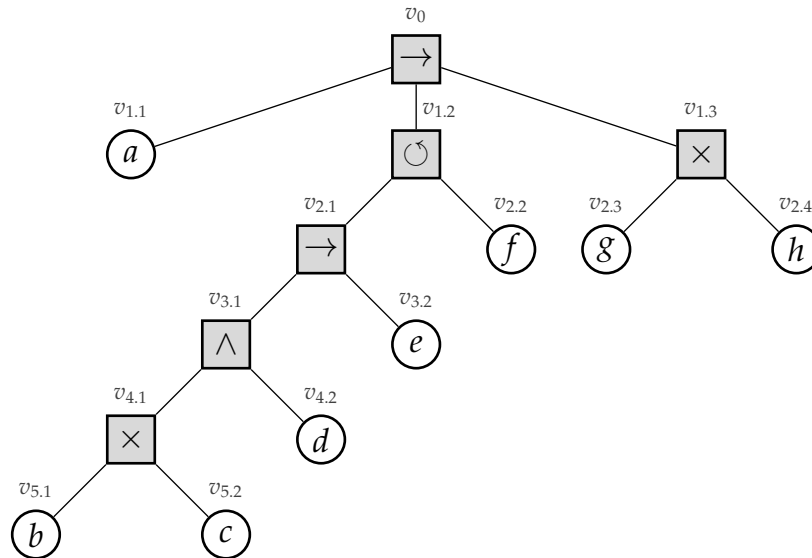 v₀
→
v₁.₁ v₁.₂ v₁.₃
a ↺ ×
v₂.₁ v₂.₂ v₂.₃ v₂.₄
→ f g h
v₃.₁ v₃.₂
∧ e
v₄.₁ v₄.₂
× d
v₅.₁ v₅.₂
b c